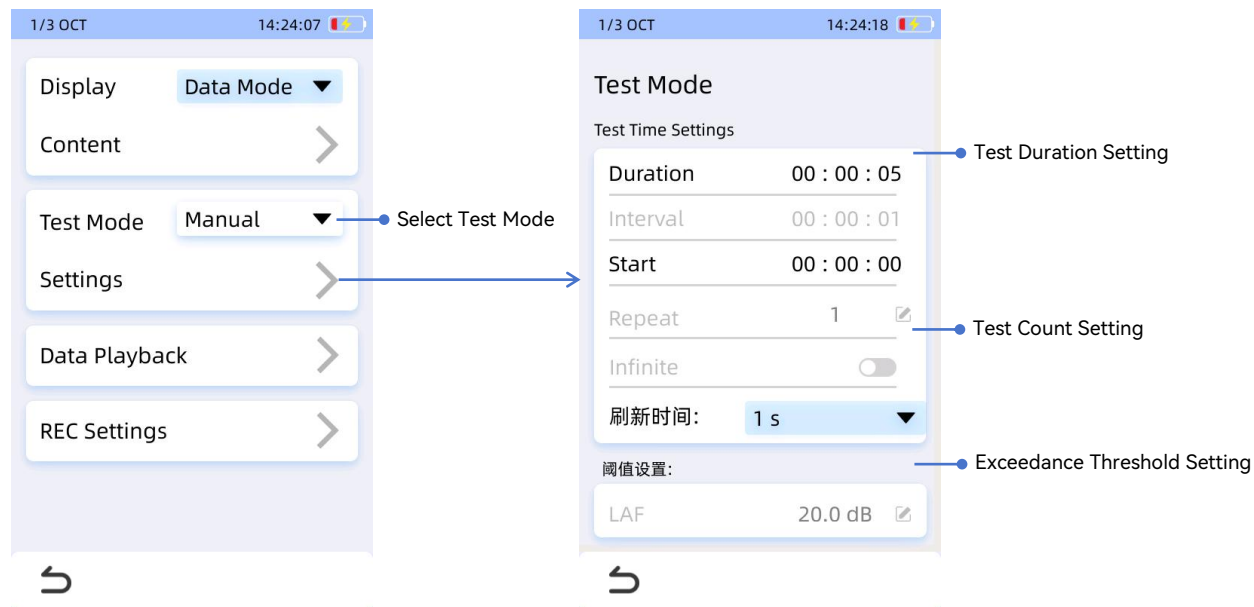 1/3 OCT 14:24:07
Display Data Mode
Content
Test Mode Manual
Settings
Data Playback
REC Settings
Select Test Mode
1/3 OCT 14:24:18
Test Mode
Test Time Settings
Duration 00 : 00 : 05
Interval 00 : 00 : 01
Start 00 : 00 : 00
Repeat 1
Infinite
刷新时间: 1 s
阈值设置:
LAF 20.0 dB
Test Duration Setting
Test Count Setting
Exceedance Threshold Setting